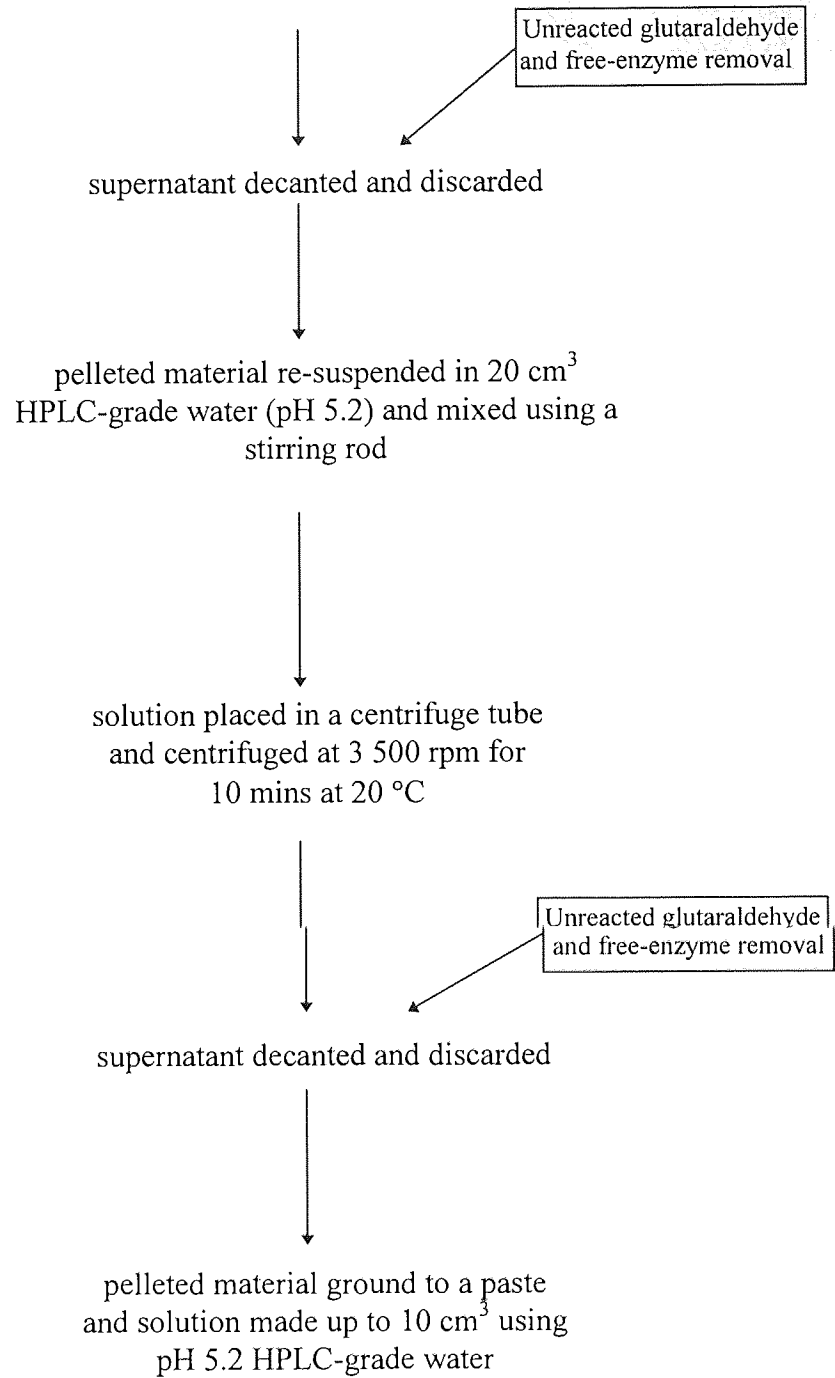 Unreacted glutaraldehyde
and free-enzyme removal
supernatant decanted and discarded
pelleted material re-suspended in 20 cm³
HPLC-grade water (pH 5.2) and mixed using a
stirring rod
solution placed in a centrifuge tube
and centrifuged at 3 500 rpm for
10 mins at 20 °C
Unreacted glutaraldehyde
and free-enzyme removal
supernatant decanted and discarded
pelleted material ground to a paste
and solution made up to 10 cm³ using
pH 5.2 HPLC-grade water